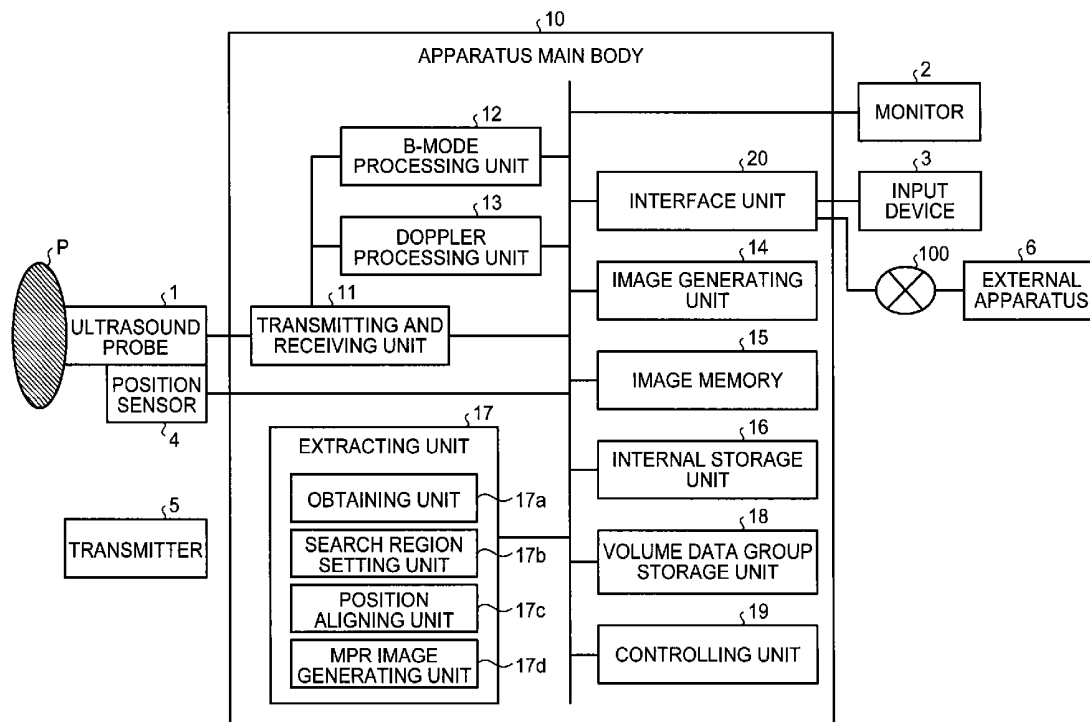 10
APPARATUS MAIN BODY
2
MONITOR
12
B-MODE
PROCESSING UNIT
20
INTERFACE UNIT
3
INPUT
DEVICE
13
DOPPLER
PROCESSING UNIT
P
14
IMAGE GENERATING
UNIT
100
6
EXTERNAL
APPARATUS
1
ULTRASOUND
PROBE
11
TRANSMITTING AND
RECEIVING UNIT
15
IMAGE MEMORY
POSITION
SENSOR
4
17
EXTRACTING UNIT
16
INTERNAL STORAGE
UNIT
OBTAINING UNIT
17a
5
TRANSMITTER
SEARCH REGION
SETTING UNIT
17b
18
VOLUME DATA GROUP
STORAGE UNIT
POSITION
ALIGNING UNIT
17c
19
CONTROLLING UNIT
MPR IMAGE
GENERATING UNIT
17d